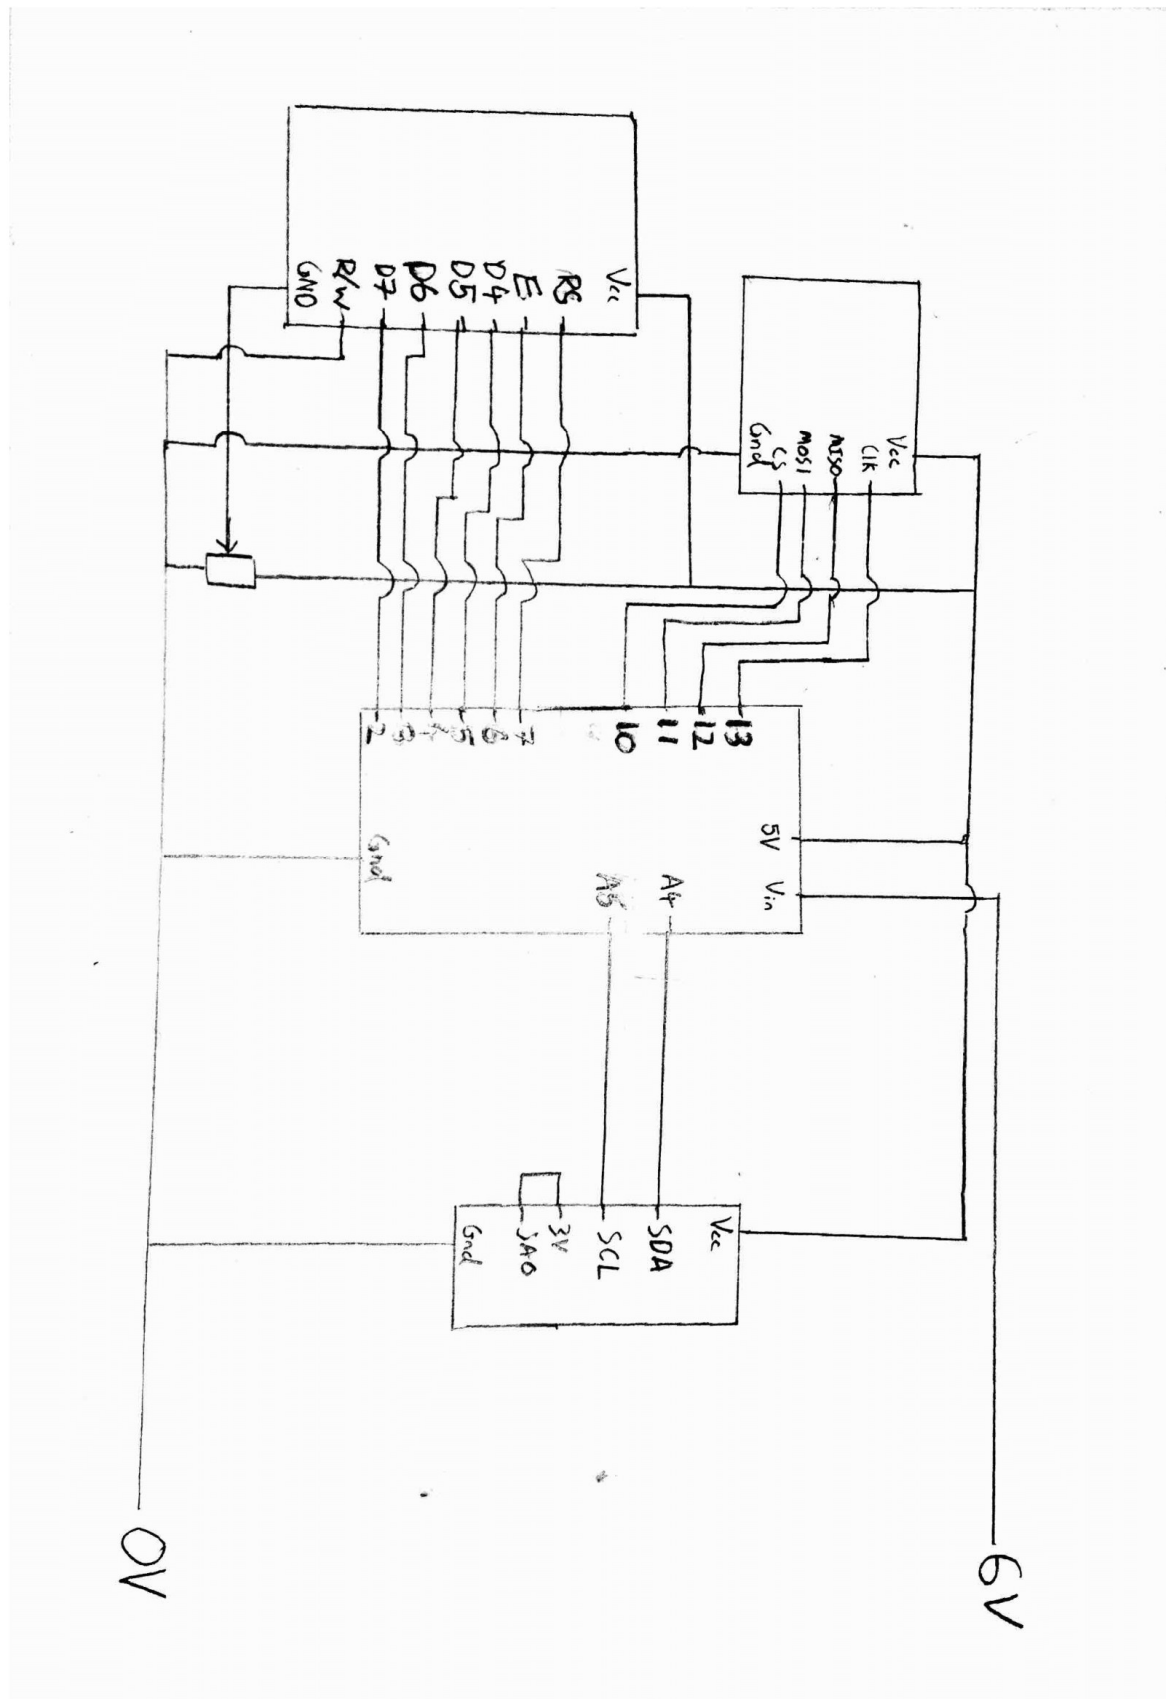 6V
0V
Vcc
RS
E
D4
D5
D6
D7
R/W
GND
Vcc
Clk
MISO
MOSI
CS
Gnd
13
12
11
10
7
6
5
4
3
2
5V
Vin
A4
A5
Gnd
Vcc
SDA
SCL
3V
SA0
Gnd